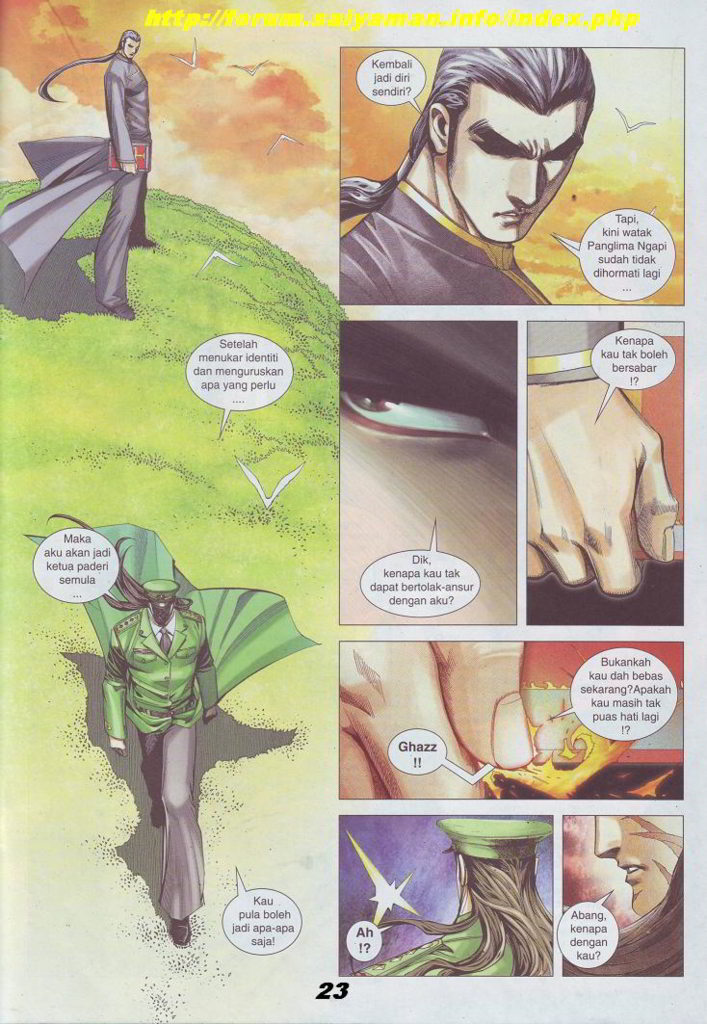 http://forum.saiyaman.info/index.php
Setelah
menukar identiti
dan menguruskan
apa yang perlu
....
Maka
aku akan jadi
ketua paderi
semula
...
Kau
pula boleh
jadi apa-apa
saja!
Kembali
jadi diri
sendiri?
Tapi,
kini watak
Panglima Ngapi
sudah tidak
dihormati lagi
...
Dik,
kenapa kau tak
dapat bertolak-ansur
dengan aku?
Kenapa
kau tak boleh
bersabar
!?
Bukankah
kau dah bebas
sekarang?Apakah
kau masih tak
puas hati lagi
!?
Ghazz
!!
Ah
!?
Abang,
kenapa
dengan
kau?
23